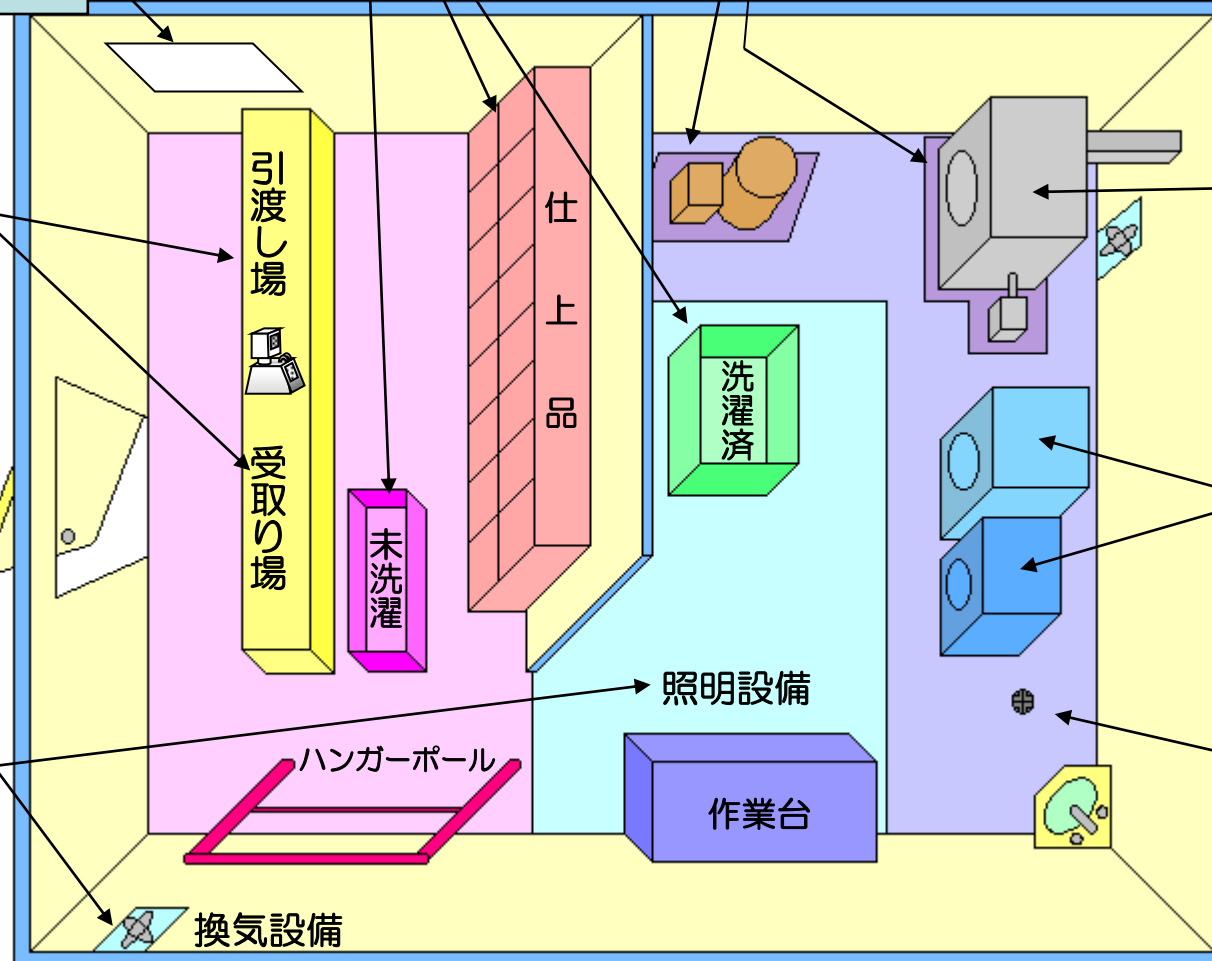 引渡し場
受取り場
未洗濯
仕上品
洗濯済
照明設備
ハンガーポール
作業台
換気設備